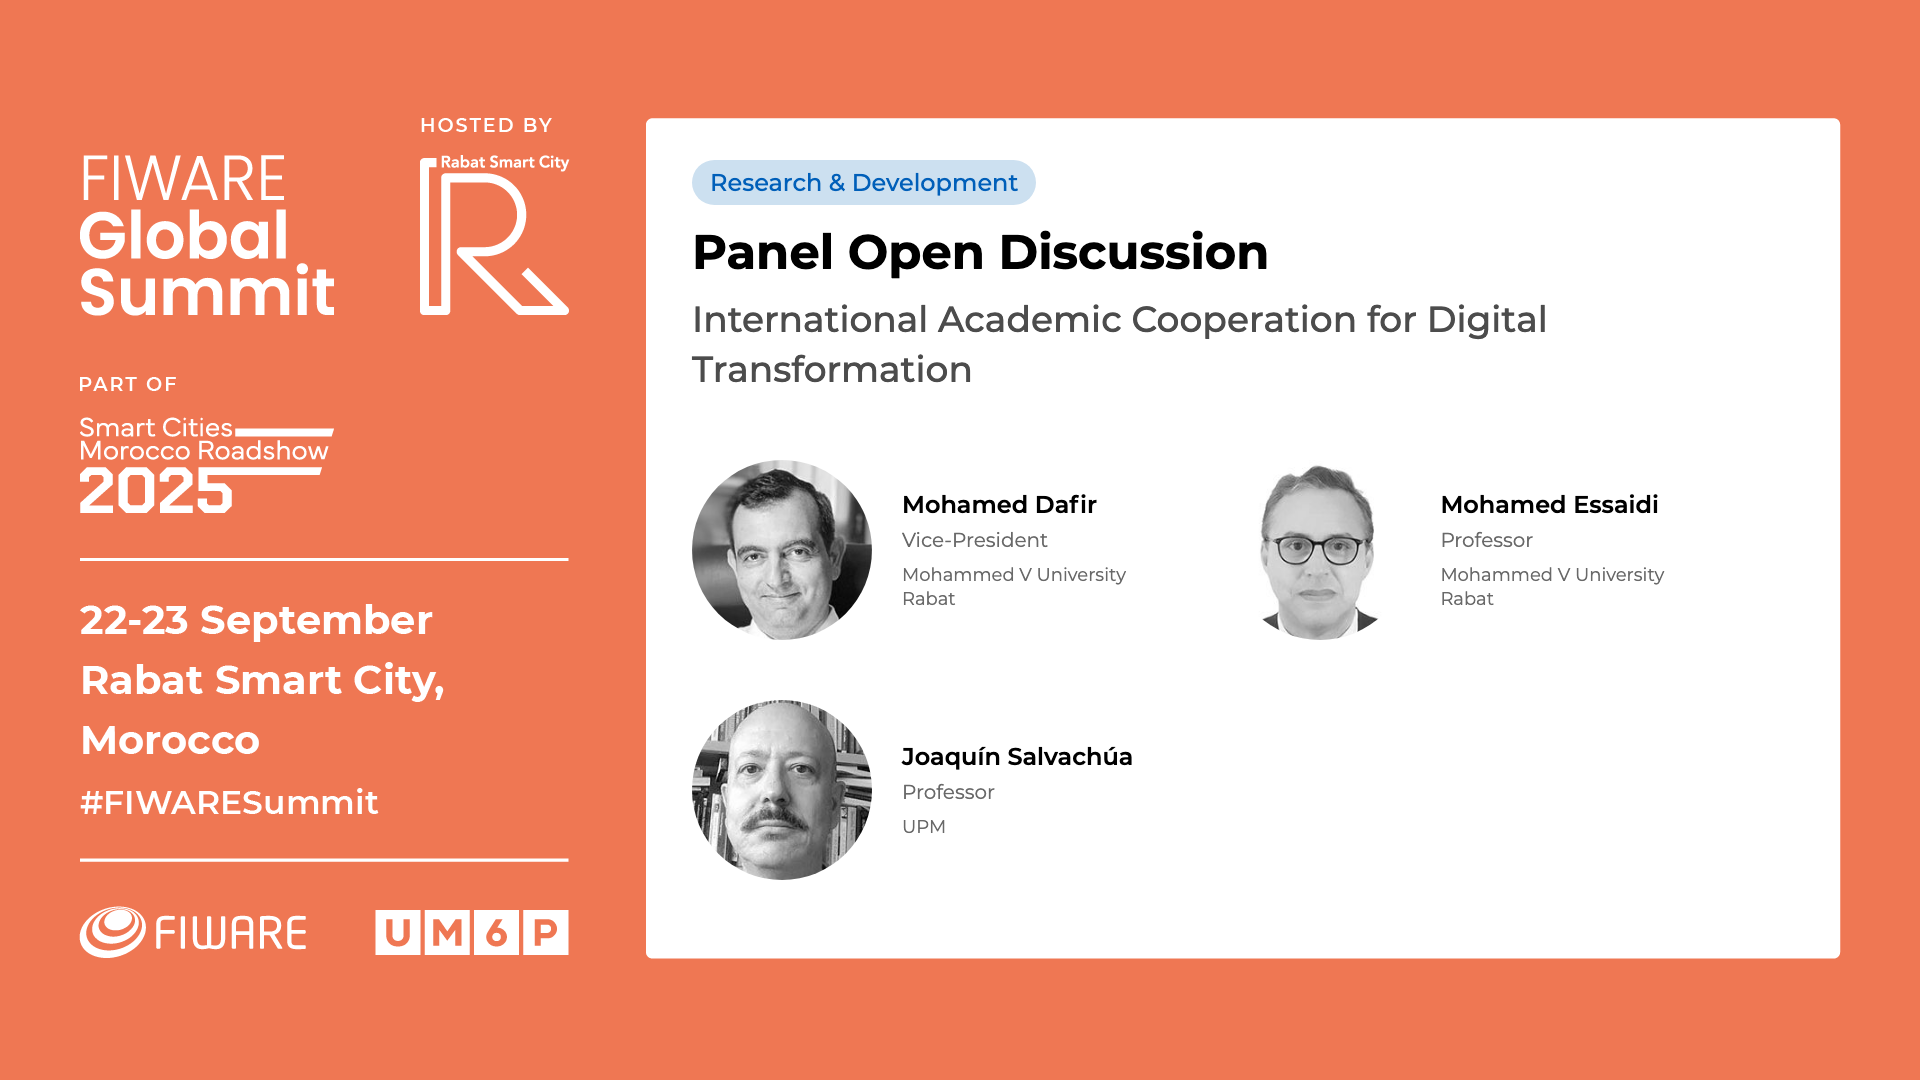 FIWARE
Global
Summit
HOSTED BY
Rabat Smart City
R
PART OF
Smart Cities
Morocco Roadshow
2025
22-23 September
Rabat Smart City,
Morocco
#FIWARESummit
FIWARE
UM6P
Research & Development
Panel Open Discussion
International Academic Cooperation for Digital
Transformation
Mohamed Dafir
Vice-President
Mohammed V University
Rabat
Mohamed Essaidi
Professor
Mohammed V University
Rabat
Joaquín Salvachúa
Professor
UPM